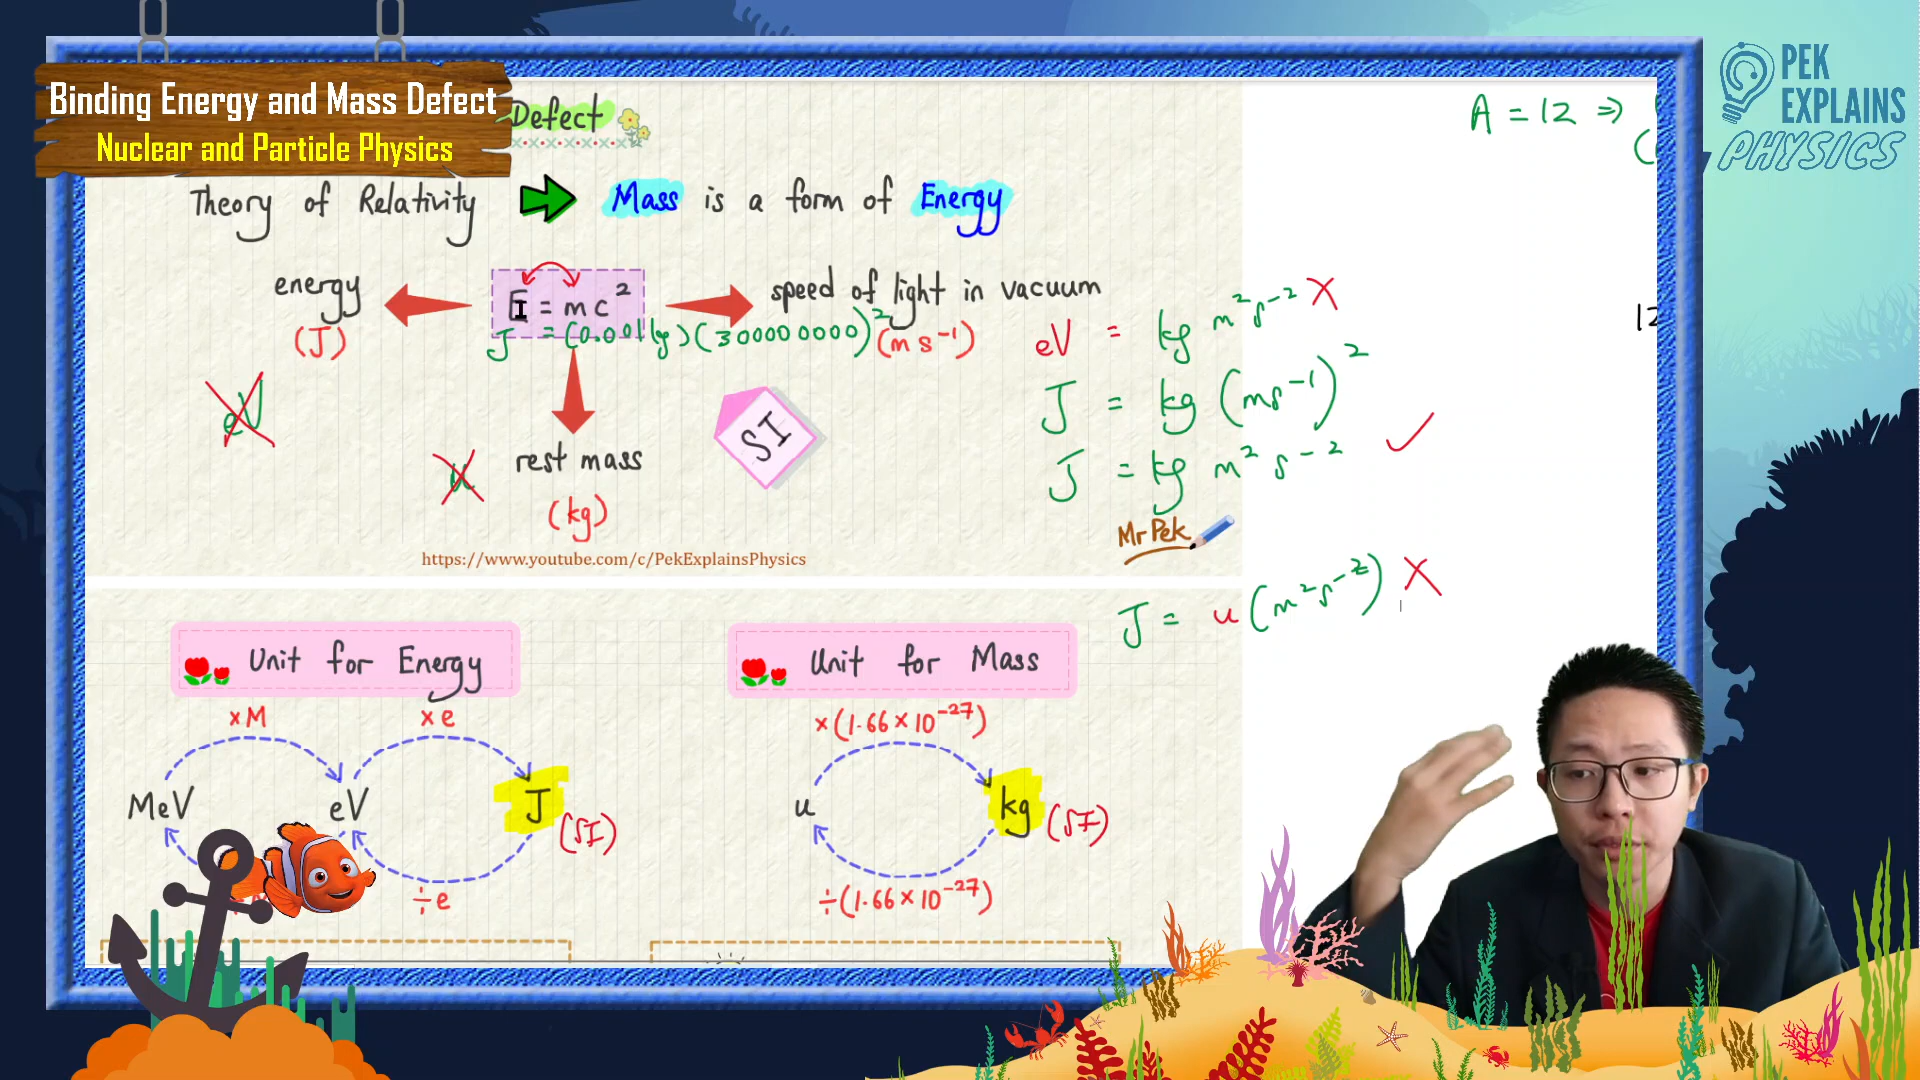 Binding Energy and Mass Defect
Nuclear and Particle Physics
Defect
PEK
EXPLAINS
PHYSICS
A = 12 ⇒
(
Theory of Relativity
Mass is a form of Energy
energy
(J)
E = mc²
speed of light in vacuum
(ms⁻¹)
J = (0.001 kg)(300000000)²
eV
u
rest mass
(kg)
SI
eV = kg m²s⁻² X
J = kg (ms⁻¹)²
J = kg m² s⁻² ✓
12
Mr Pek
https://www.youtube.com/c/PekExplainsPhysics
J = u(m²s⁻²) X
Unit for Energy
×M
×e
MeV
eV
J
(SI)
÷e
Unit for Mass
×(1.66×10⁻²⁷)
u
kg
(SI)
÷(1.66×10⁻²⁷)